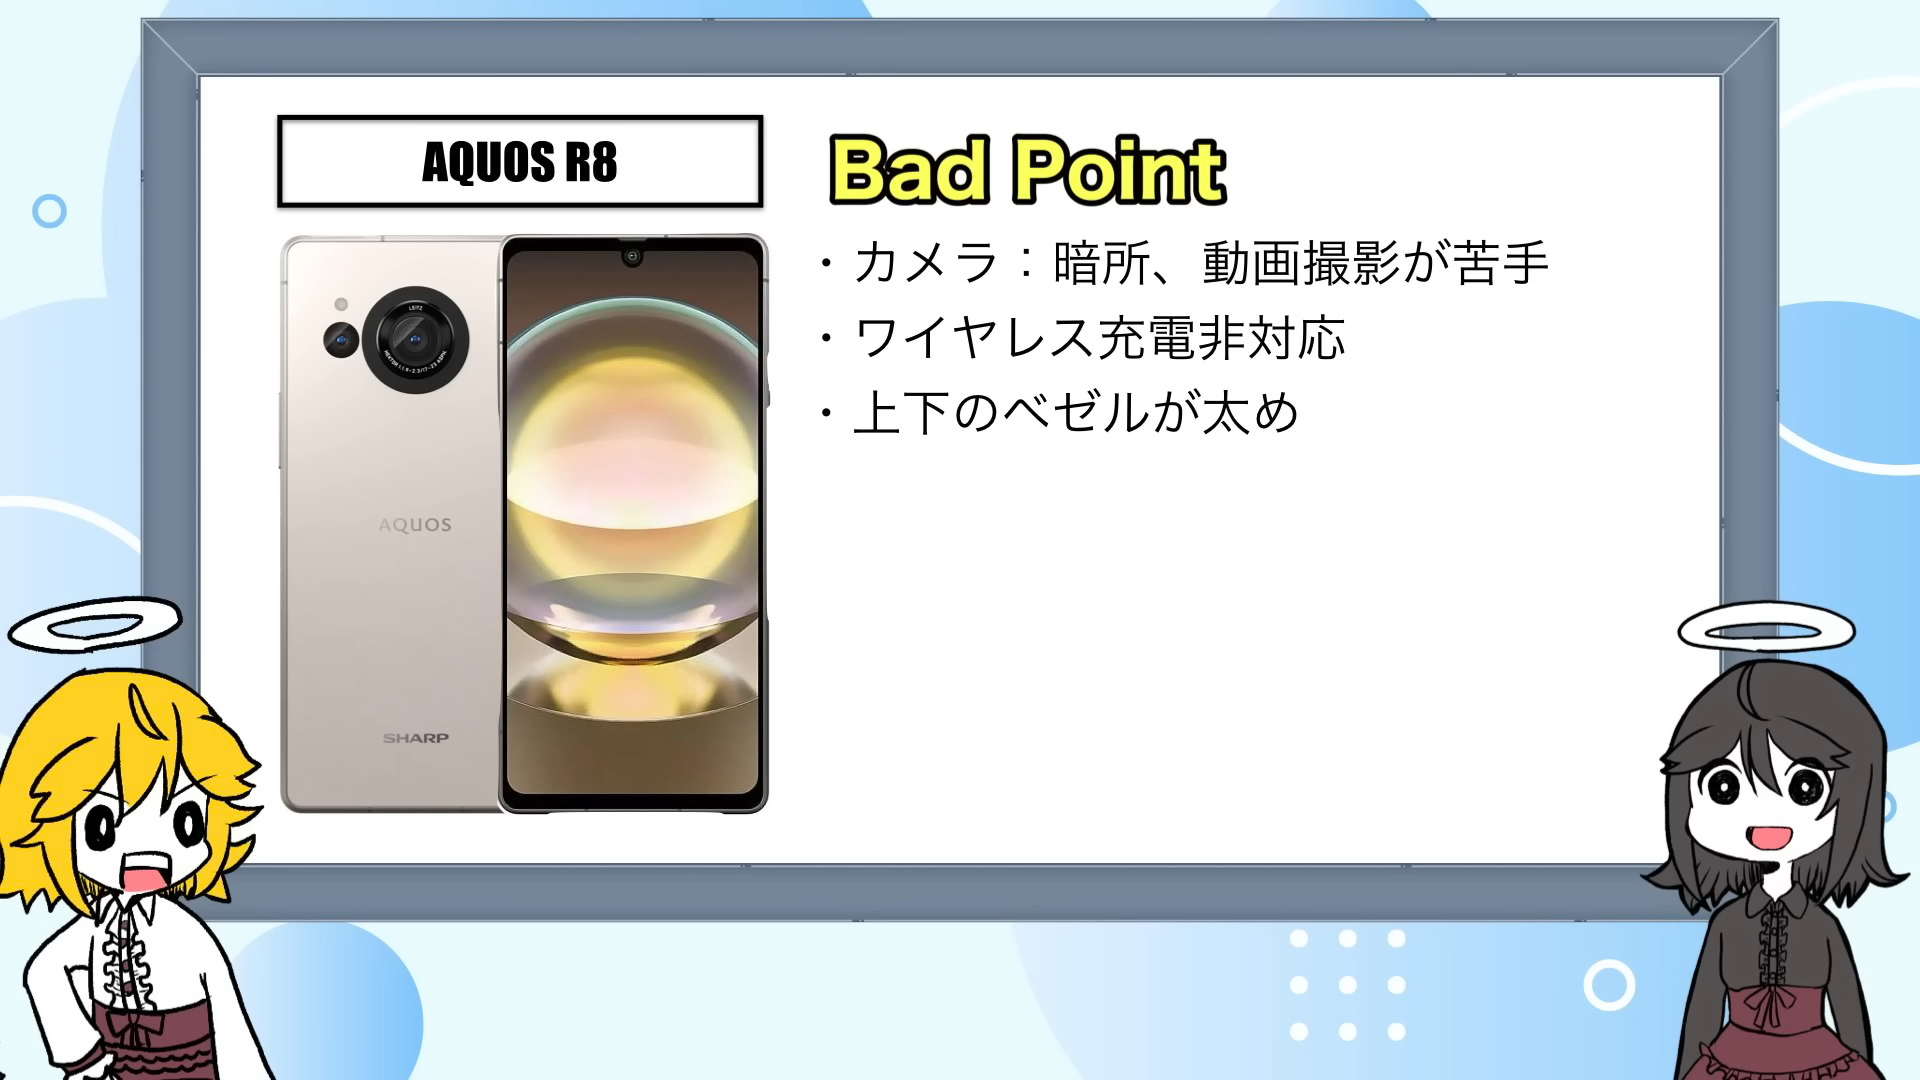 AQUOS R8
Bad Point
・カメラ：暗所、動画撮影が苦手
・ワイヤレス充電非対応
・上下のベゼルが太め
LEITZ
AQUOS
SHARP